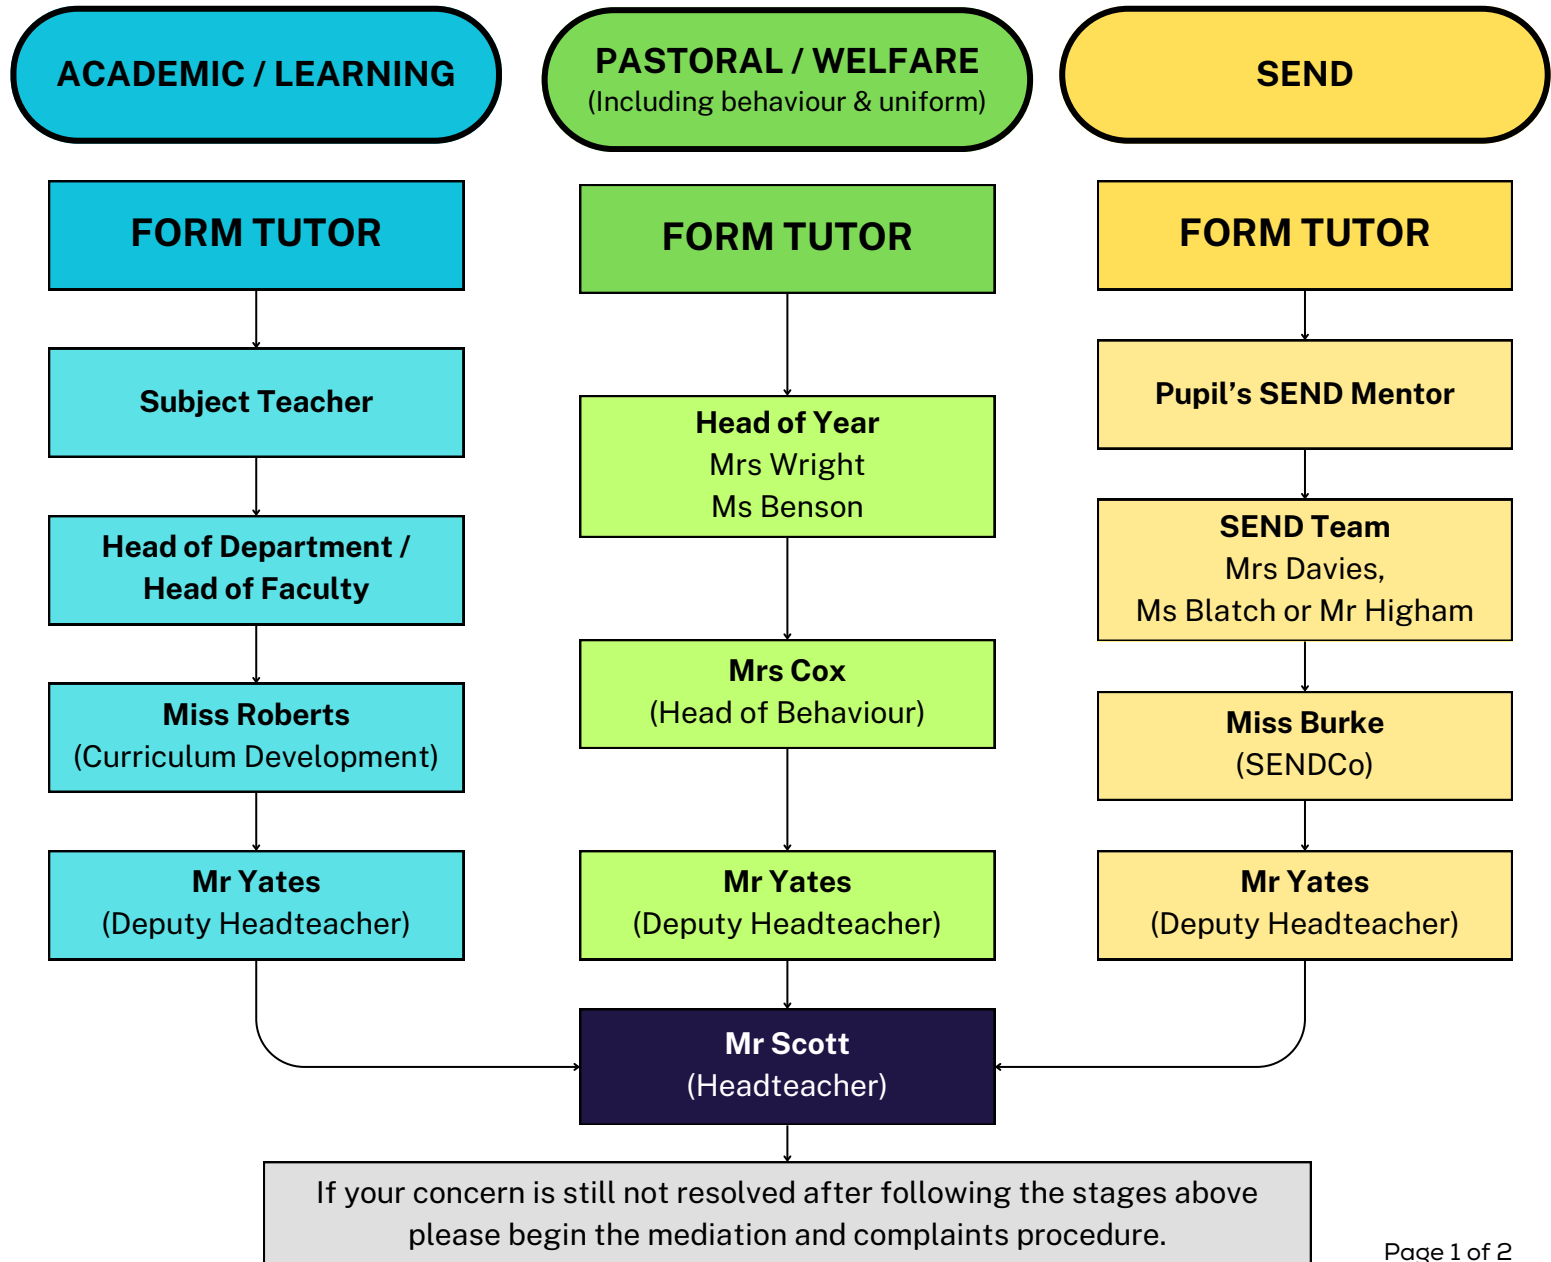 ACADEMIC / LEARNING
PASTORAL / WELFARE
(Including behaviour & uniform)
SEND
FORM TUTOR
Subject Teacher
Head of Department /
Head of Faculty
Miss Roberts
(Curriculum Development)
Mr Yates
(Deputy Headteacher)
FORM TUTOR
Head of Year
Mrs Wright
Ms Benson
Mrs Cox
(Head of Behaviour)
Mr Yates
(Deputy Headteacher)
FORM TUTOR
Pupil’s SEND Mentor
SEND Team
Mrs Davies,
Ms Blatch or Mr Higham
Miss Burke
(SENDCo)
Mr Yates
(Deputy Headteacher)
Mr Scott
(Headteacher)
If your concern is still not resolved after following the stages above
please begin the mediation and complaints procedure.
Page 1 of 2